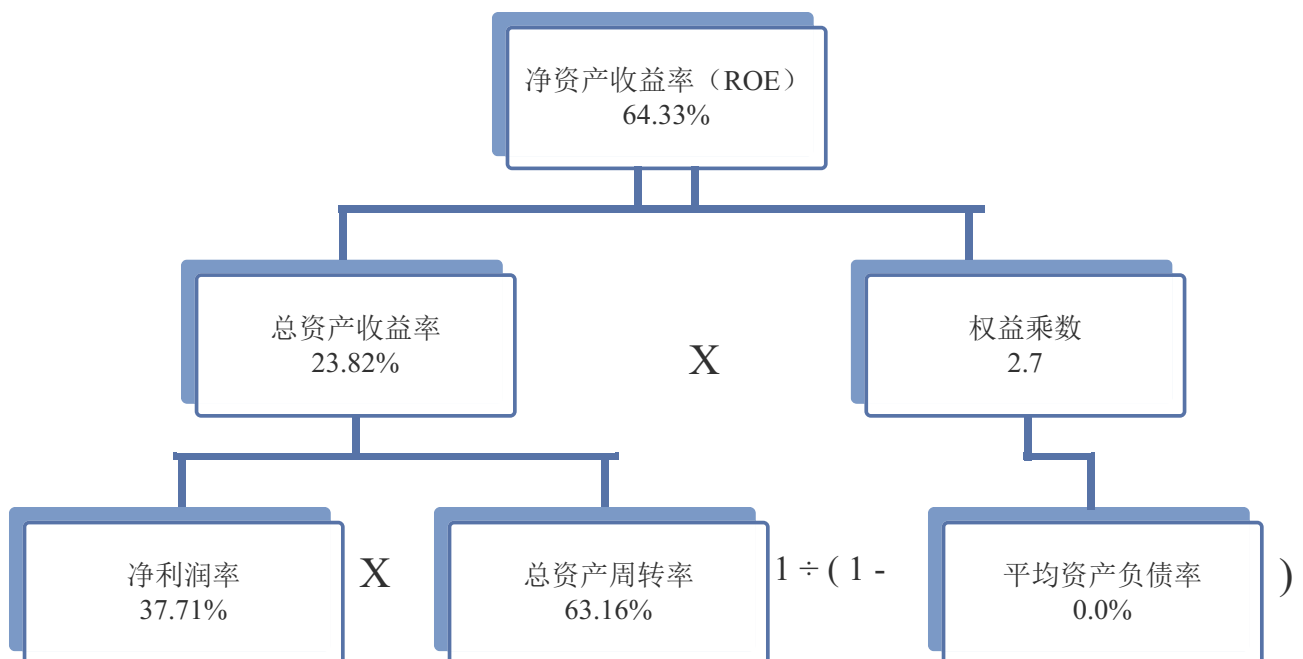 净资产收益率（ROE）
64.33%
总资产收益率
23.82%
X
权益乘数
2.7
净利润率
37.71%
X
总资产周转率
63.16%
1 ÷ ( 1 -
平均资产负债率
0.0%
)